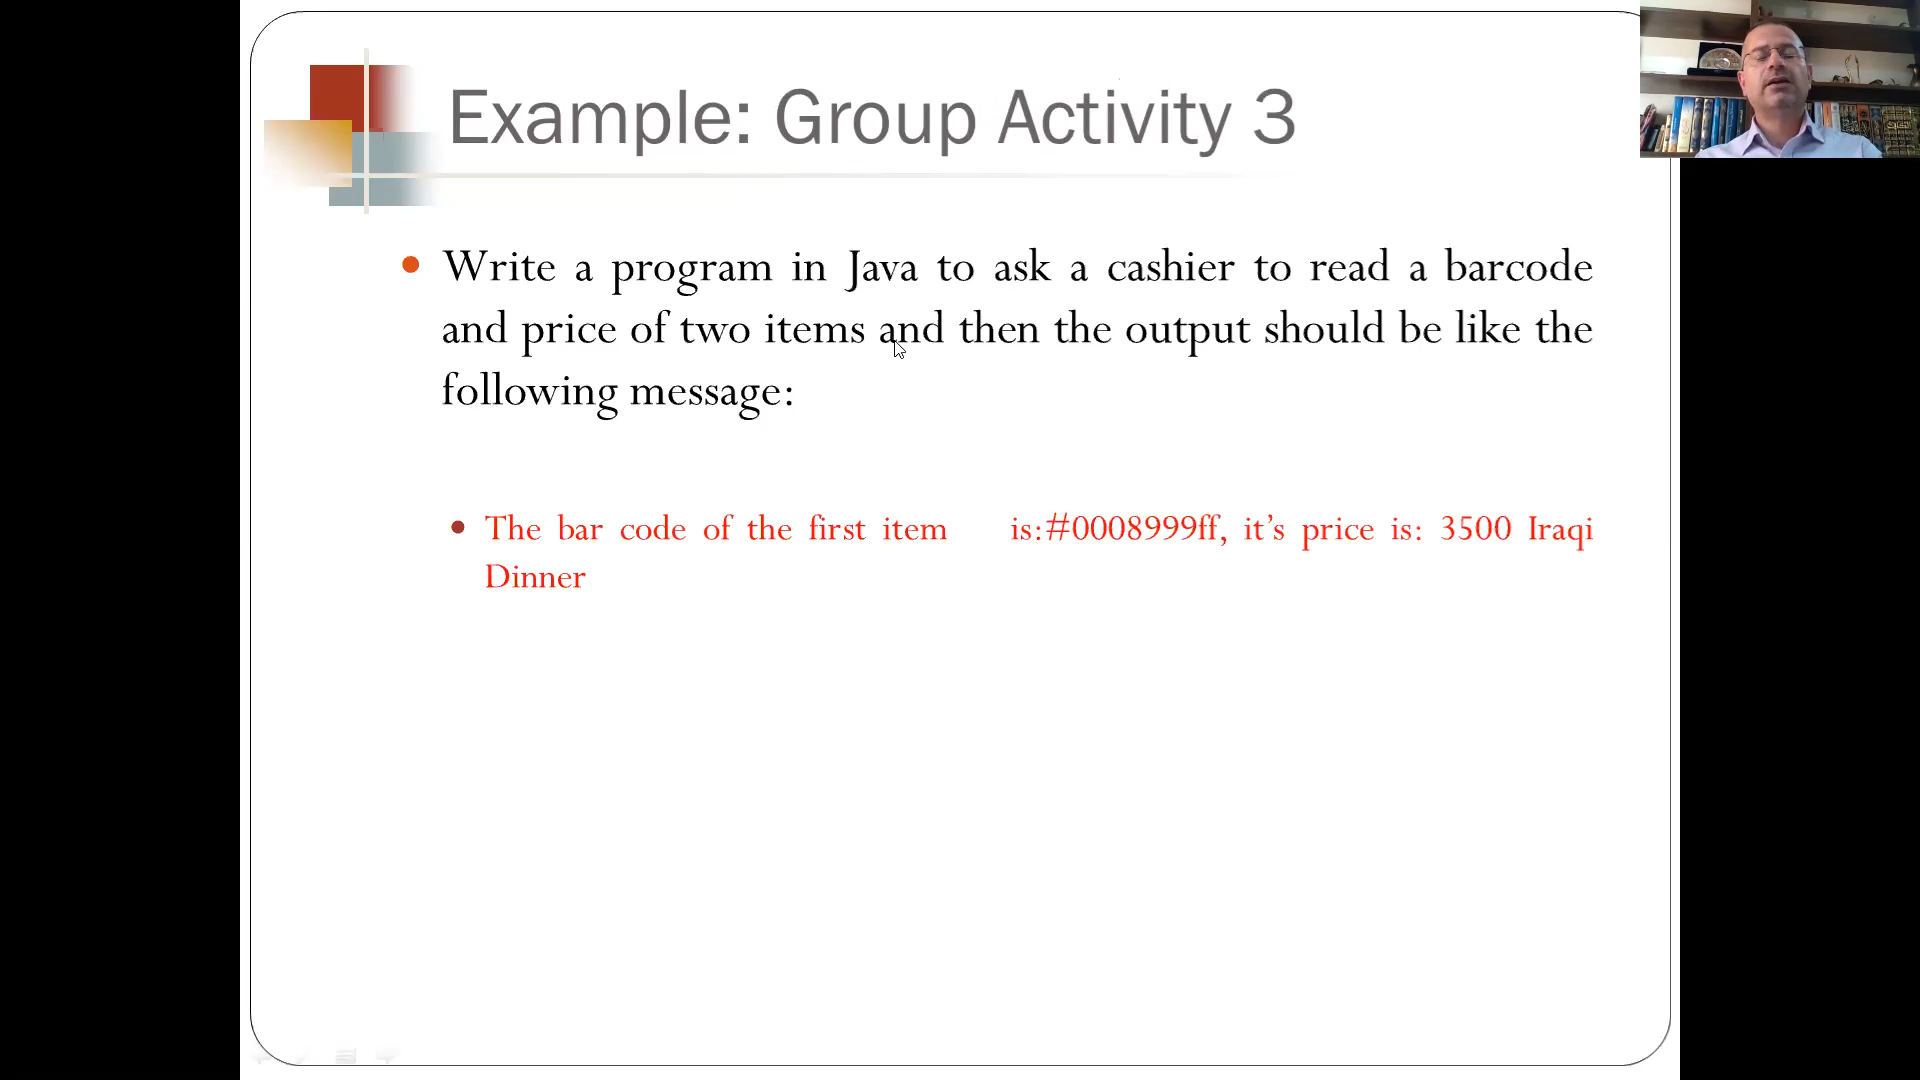 Example: Group Activity 3
Write a program in Java to ask a cashier to read a barcode
and price of two items and then the output should be like the
following message:
The bar code of the first item is:#0008999ff, it’s price is: 3500 Iraqi
Dinner